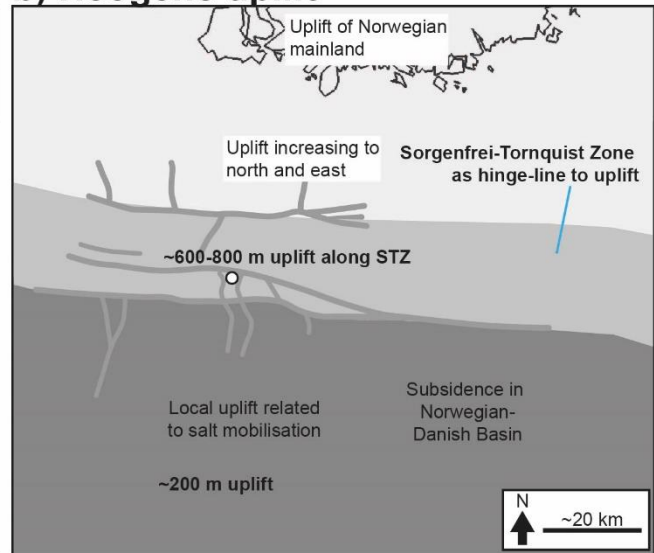 Uplift of Norwegian
mainland
Uplift increasing to
north and east
Sorgenfrei-Tornquist Zone
as hinge-line to uplift
~600-800 m uplift along STZ
Local uplift related
to salt mobilisation
Subsidence in
Norwegian-
Danish Basin
~200 m uplift
N
~20 km